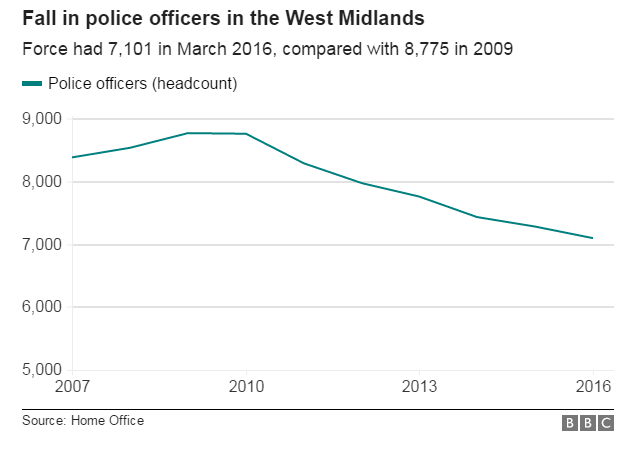 Fall in police officers in the West Midlands
Force had 7,101 in March 2016, compared with 8,775 in 2009
Police officers (headcount)
9,000
8,000
7,000
6,000
5,000
2007 2010 2013 2016
Source: Home Office BBC